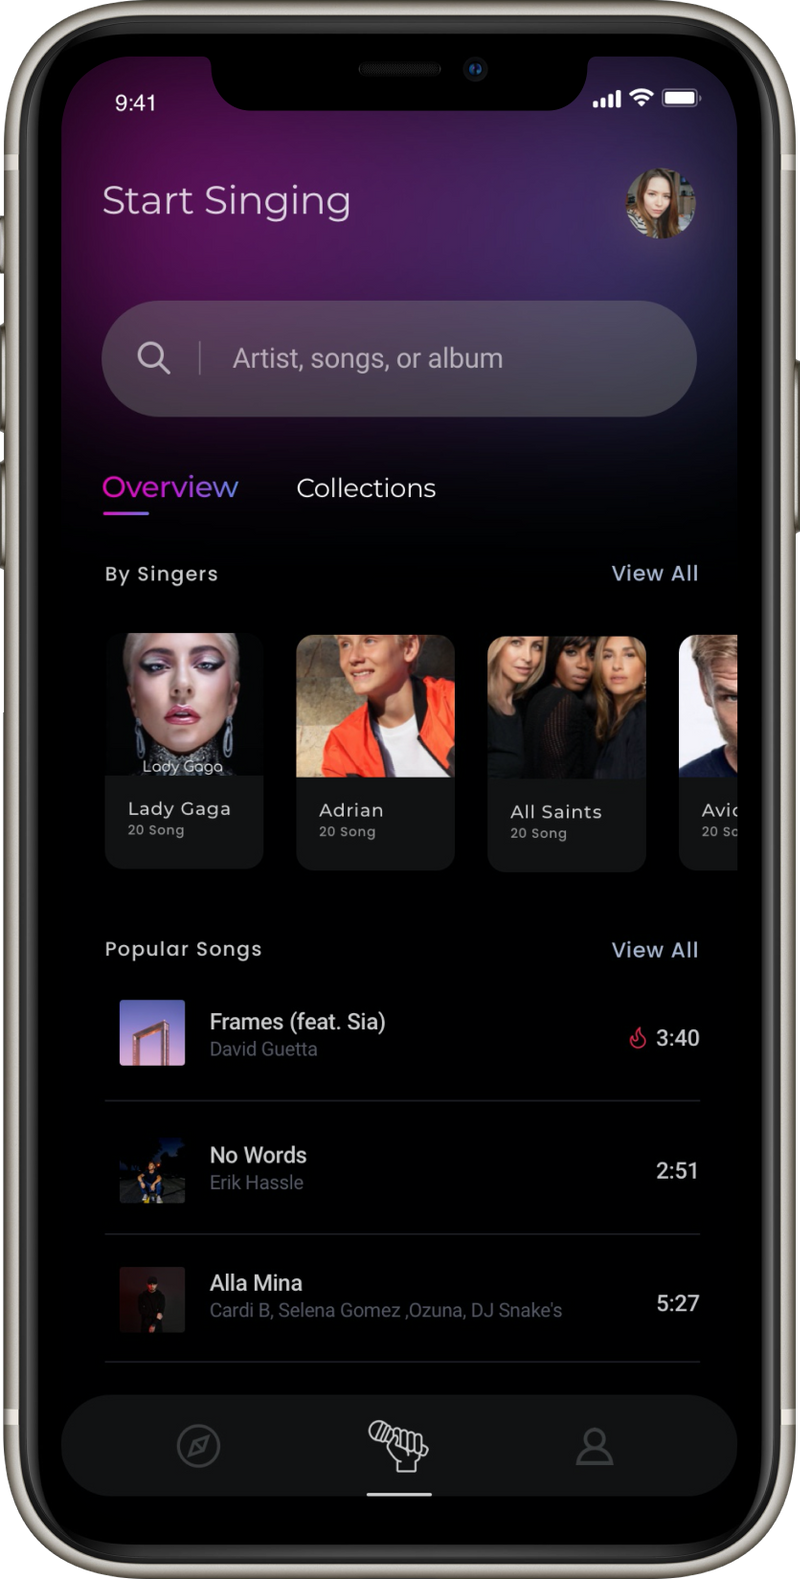 9:41
Start Singing
Artist, songs, or album
Overview Collections
By Singers View All
Lady Gaga
Lady Gaga
20 Song
Adrian
20 Song
All Saints
20 Song
Avic
20 So
Popular Songs View All
Frames (feat. Sia)
David Guetta
3:40
No Words
Erik Hassle
2:51
Alla Mina
Cardi B, Selena Gomez ,Ozuna, DJ Snake's
5:27